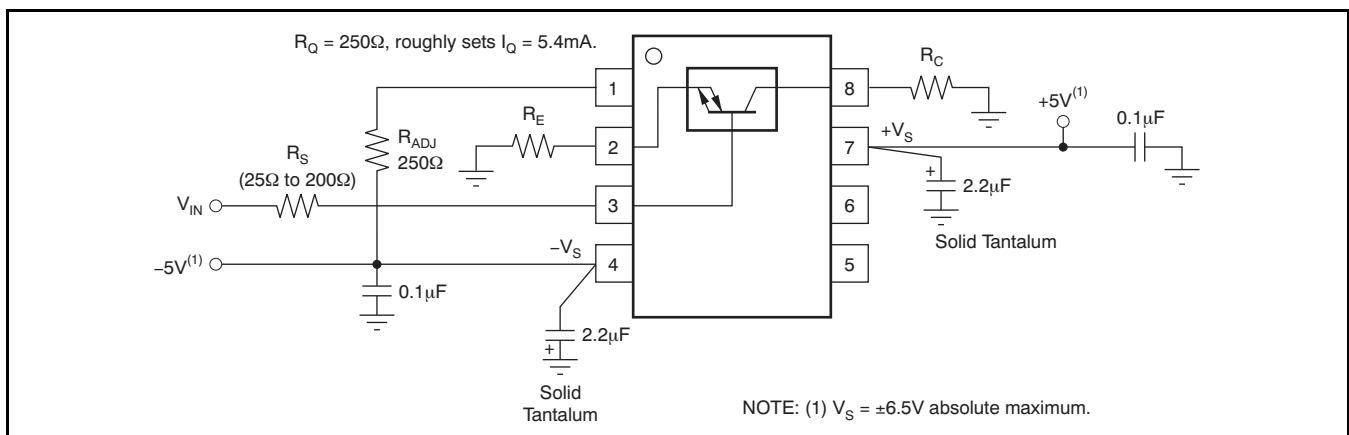 R_Q = 250Ω, roughly sets I_Q = 5.4mA.
1
8
R_C
+5V(1)
0.1µF
R_ADJ
250Ω
R_E
2
+V_S
7
R_S
(25Ω to 200Ω)
+
2.2µF
V_IN
3
6
Solid Tantalum
–5V(1)
–V_S
4
5
0.1µF
2.2µF
+
Solid
Tantalum
NOTE: (1) V_S = ±6.5V absolute maximum.